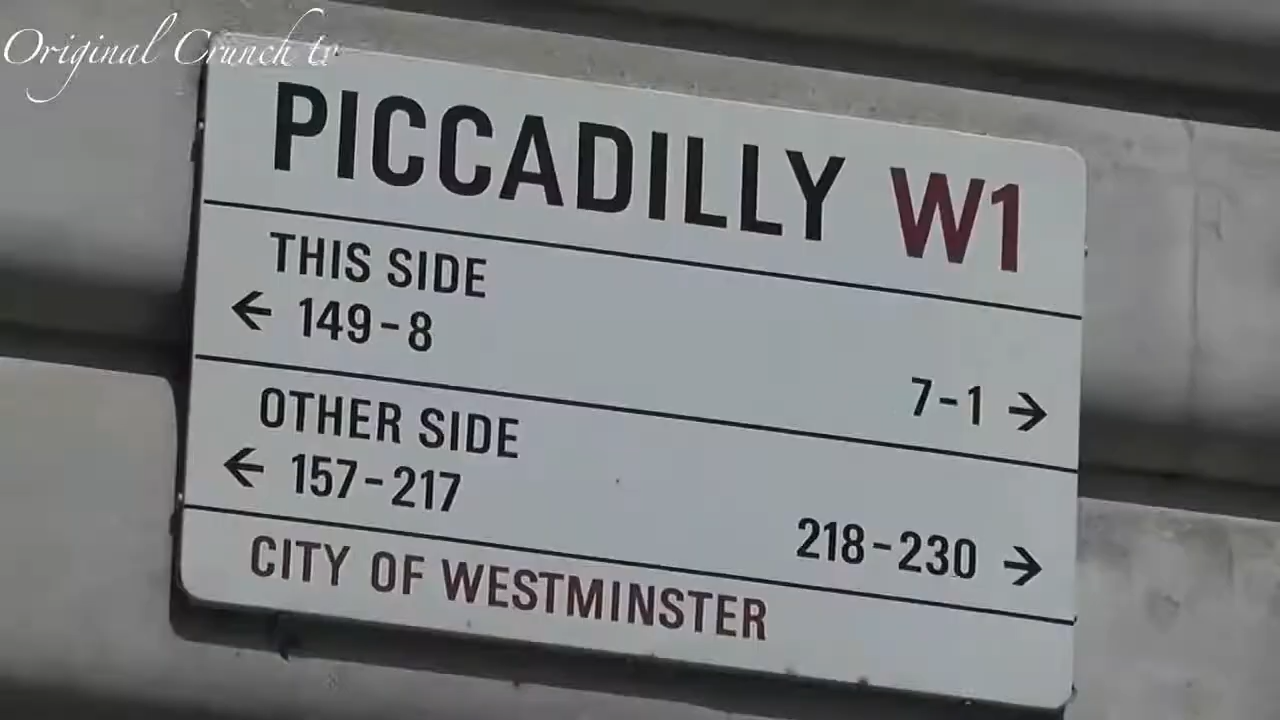 Original Crunch tv
PICCADILLY W1
THIS SIDE
← 149-8
7-1 →
OTHER SIDE
← 157-217
218-230 →
CITY OF WESTMINSTER